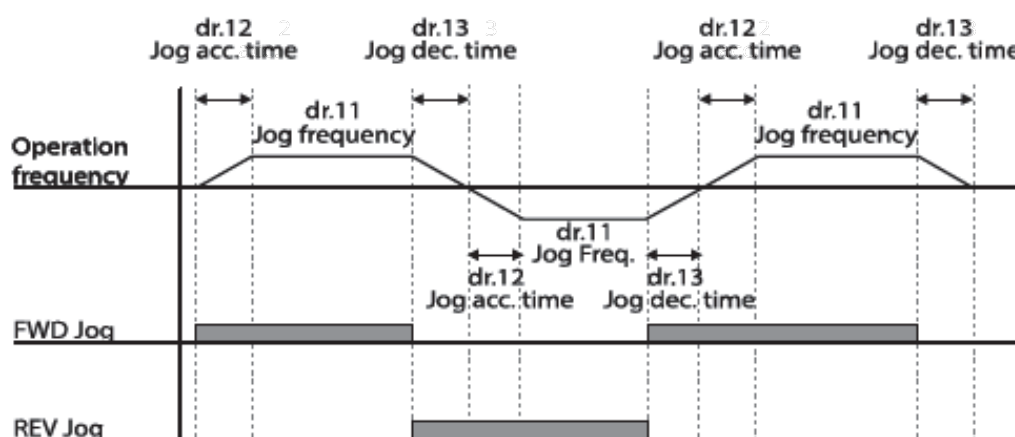 dr.12
Jog acc. time
dr.13
Jog dec. time
dr.12
Jog acc. time
dr.13
Jog dec. time
dr.11
Jog frequency
dr.11
Jog frequency
Operation
frequency
dr.11
Jog Freq.
dr.12
Jog acc. time
dr.13
Jog dec. time
FWD Jog
REV Jog